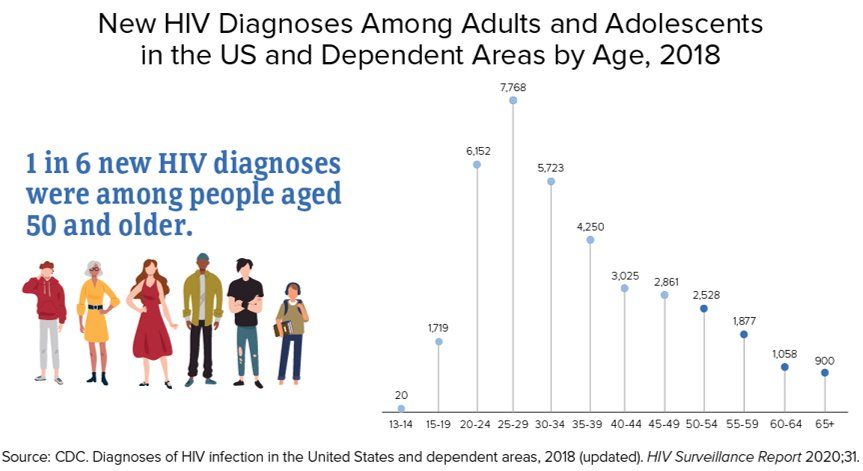 New HIV Diagnoses Among Adults and Adolescents
in the US and Dependent Areas by Age, 2018
1 in 6 new HIV diagnoses
were among people aged
50 and older.
7,768
6,152
5,723
4,250
3,025
2,861
2,528
1,877
1,719
1,058
900
20
13-14 15-19 20-24 25-29 30-34 35-39 40-44 45-49 50-54 55-59 60-64 65+
Source: CDC. Diagnoses of HIV infection in the United States and dependent areas, 2018 (updated). HIV Surveillance Report 2020;31.